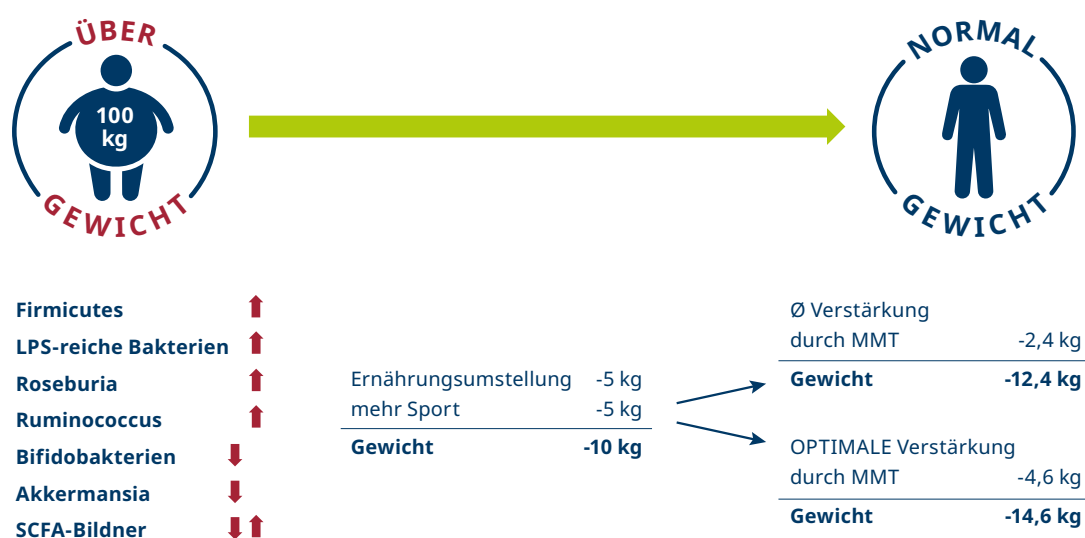 ÜBER
GEWICHT
100
kg
NORMAL
GEWICHT
Firmicutes
LPS-reiche Bakterien
Roseburia
Ruminococcus
Bifidobakterien
Akkermansia
SCFA-Bildner
Ernährungsumstellung -5 kg
mehr Sport -5 kg
Gewicht -10 kg
Ø Verstärkung
durch MMT -2,4 kg
Gewicht -12,4 kg
OPTIMALE Verstärkung
durch MMT -4,6 kg
Gewicht -14,6 kg